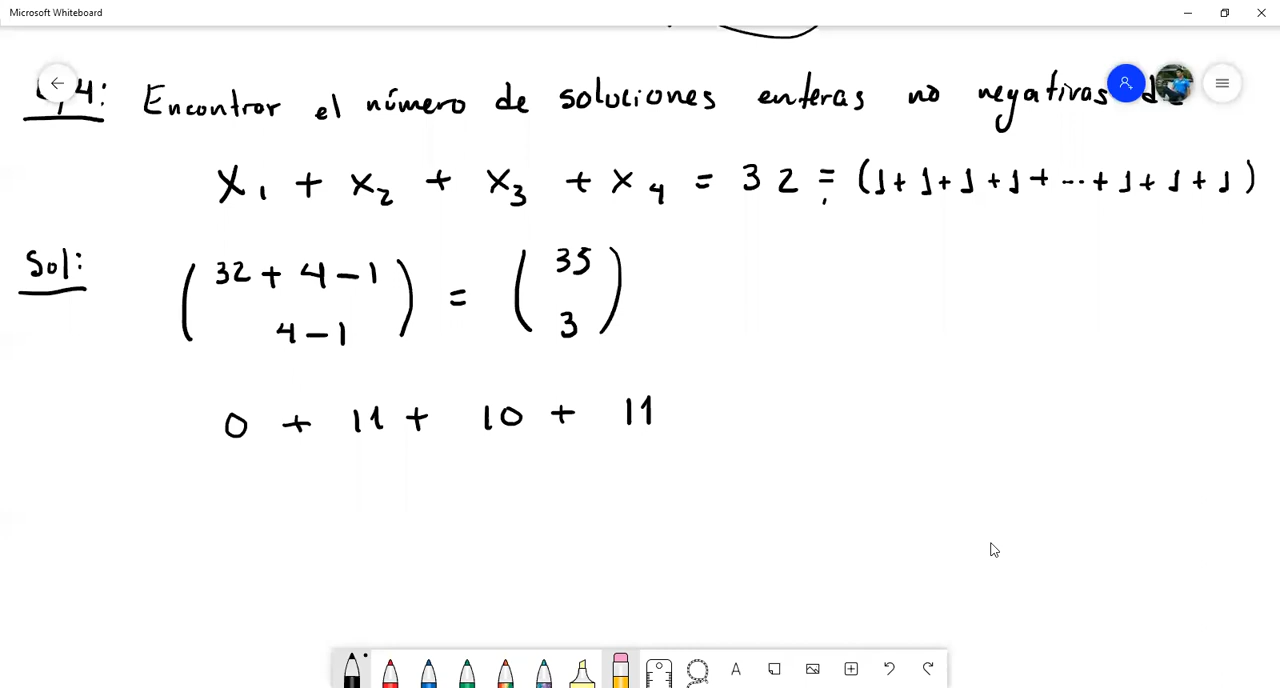 Microsoft Whiteboard
4: Encontrar el número de soluciones enteras no negativas de
x₁ + x₂ + x₃ + x₄ = 32 = (1+1+1+1+...+1+1+1)
Sol:
(32+4-1
4-1) = (35
3)
0 + 11 + 10 + 11
A